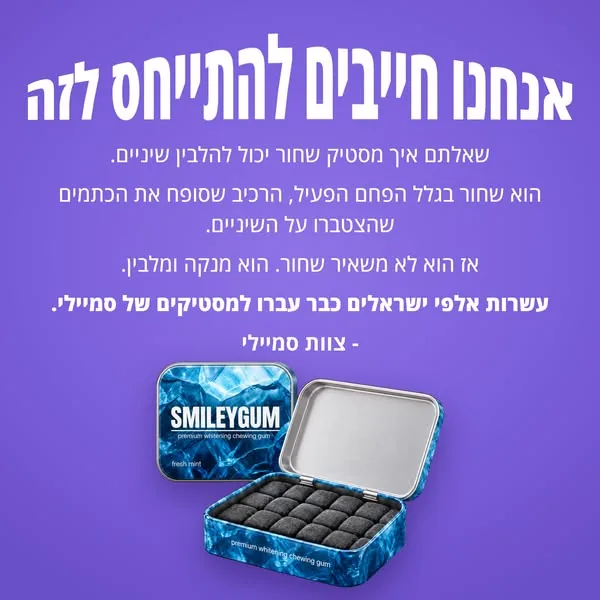 אנחנו חייבים להתייחס לזה
שאלתם איך מסטיק שחור יכול להלבין שיניים.
הוא שחור בגלל הפחם הפעיל, הרכיב שסופח את הכתמים
שהצטברו על השיניים.
אז הוא לא משאיר שחור. הוא מנקה ומלבין.
עשרות אלפי ישראלים כבר עברו למסטיקים של סמיילי.
- צוות סמיילי
SMILEYGUM
premium whitening chewing gum
fresh mint
premium whitening chewing gum